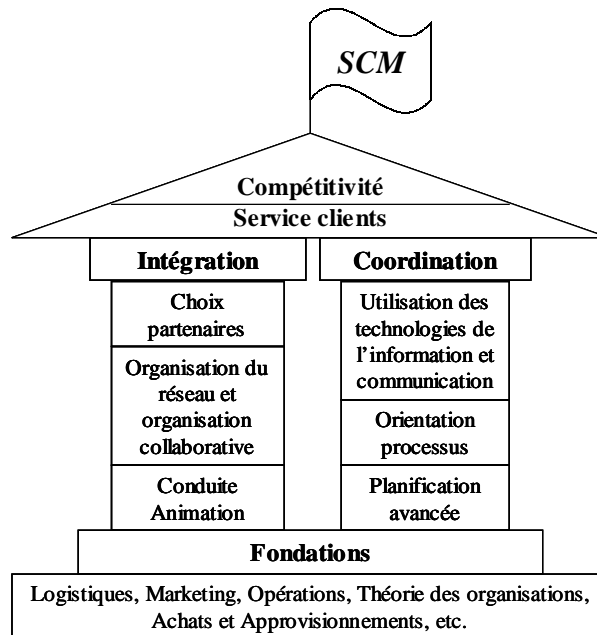 SCM
Compétitivité
Service clients
Intégration
Choix
partenaires
Organisation du
réseau et
organisation
collaborative
Conduite
Animation
Coordination
Utilisation des
technologies de
l'information et
communication
Orientation
processus
Planification
avancée
Fondations
Logistiques, Marketing, Opérations, Théorie des organisations,
Achats et Approvisionnements, etc.